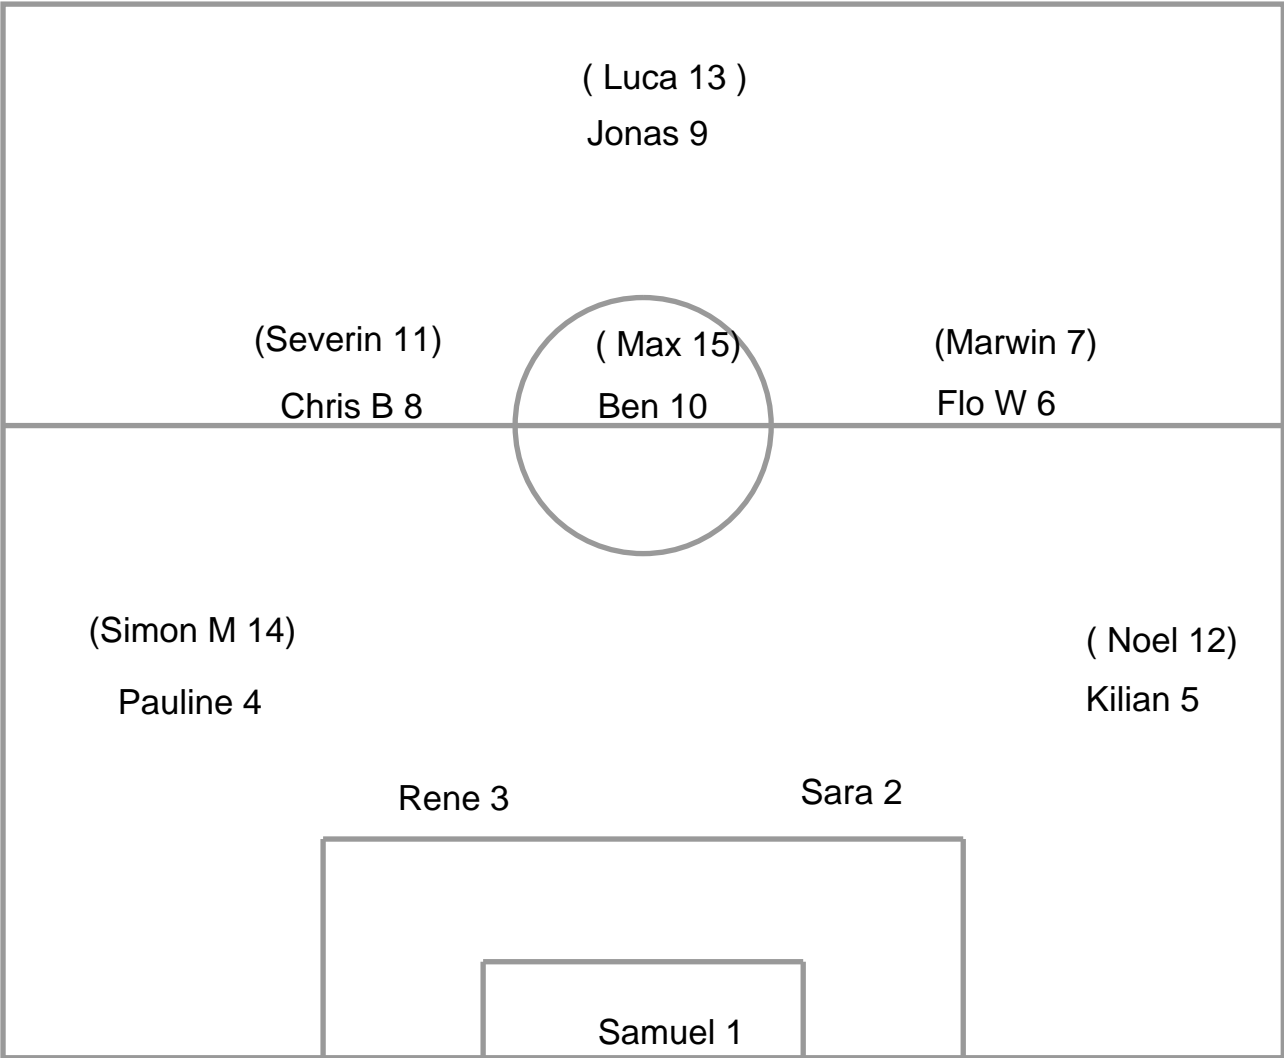 ( Luca 13 )
Jonas 9
(Severin 11)
( Max 15)
(Marwin 7)
Chris B 8
Ben 10
Flo W 6
(Simon M 14)
( Noel 12)
Pauline 4
Kilian 5
Rene 3
Sara 2
Samuel 1